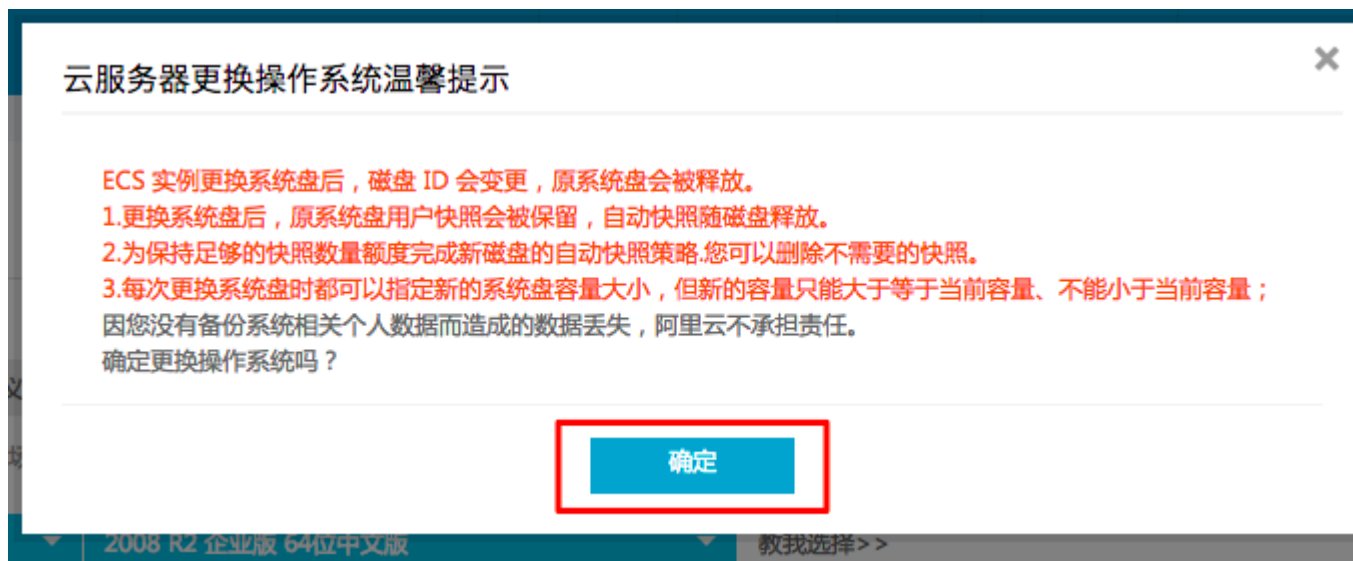 云服务器更换操作系统温馨提示
ECS 实例更换系统盘后，磁盘 ID 会变更，原系统盘会被释放。
1.更换系统盘后，原系统盘用户快照会被保留，自动快照随磁盘释放。
2.为保持足够的快照数量额度完成新磁盘的自动快照策略.您可以删除不需要的快照。
3.每次更换系统盘时都可以指定新的系统盘容量大小，但新的容量只能大于等于当前容量、不能小于当前容量；
因您没有备份系统相关个人数据而造成的数据丢失，阿里云不承担责任。
确定更换操作系统吗？
确定
2008 R2 企业版 64位中文版
教我选择>>